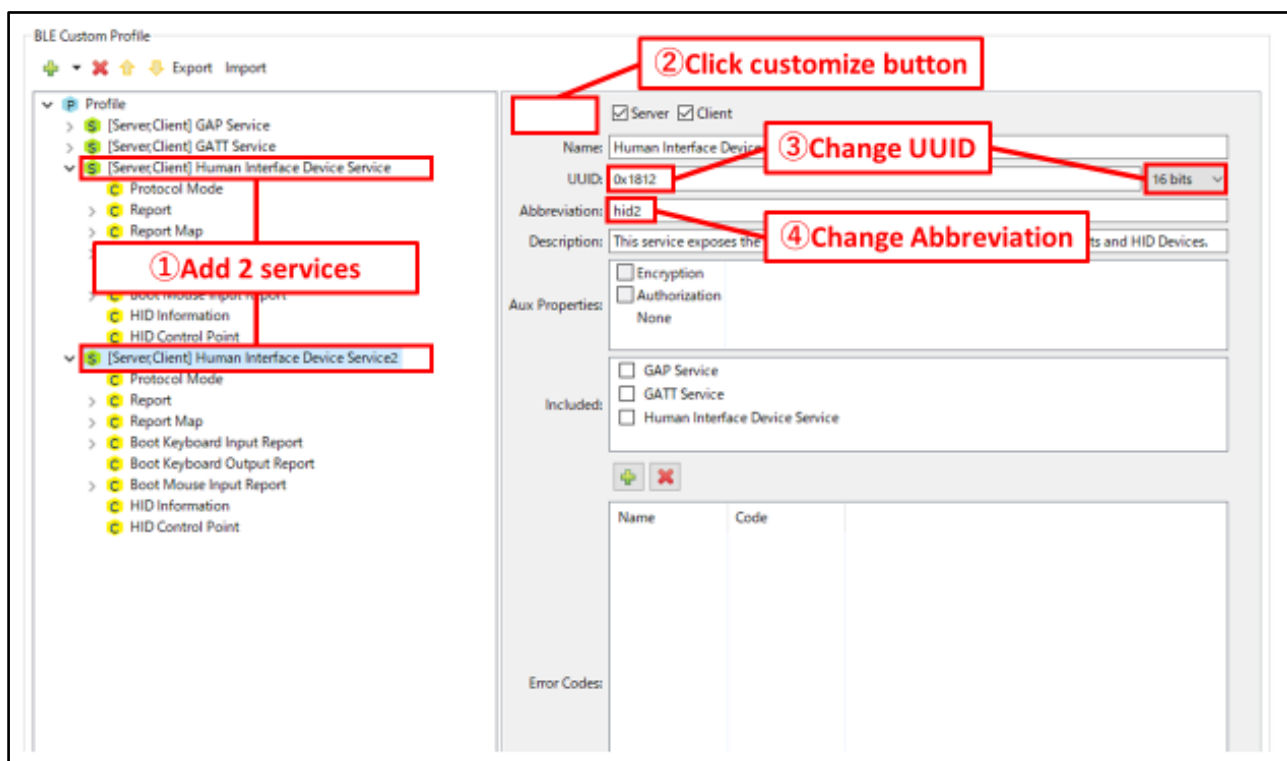 BLE Custom Profile
Export Import
②Click customize button
Profile
[Server,Client] GAP Service
[Server,Client] GATT Service
[Server,Client] Human Interface Device Service
Protocol Mode
Report
Report Map
①Add 2 services
Boot Mouse Input Report
HID Information
HID Control Point
[Server,Client] Human Interface Device Service2
Protocol Mode
Report
Report Map
Boot Keyboard Input Report
Boot Keyboard Output Report
Boot Mouse Input Report
HID Information
HID Control Point
Server Client
Name: Human Interface Device
③Change UUID
UUID: 0x1812 16 bits
Abbreviation: hid2
④Change Abbreviation
Description: This service exposes the ts and HID Devices.
Aux Properties:
Encryption
Authorization
None
Included:
GAP Service
GATT Service
Human Interface Device Service
Name Code
Error Codes: